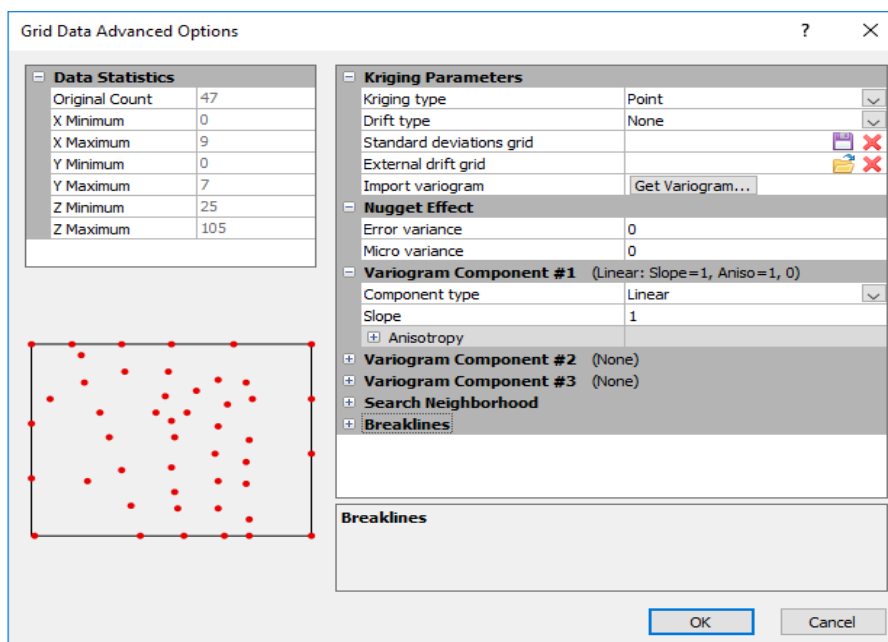 Grid Data Advanced Options ?
Data Statistics
Original Count 47
X Minimum 0
X Maximum 9
Y Minimum 0
Y Maximum 7
Z Minimum 25
Z Maximum 105
Kriging Parameters
Kriging type Point
Drift type None
Standard deviations grid
External drift grid
Import variogram Get Variogram...
Nugget Effect
Error variance 0
Micro variance 0
Variogram Component #1 (Linear: Slope=1, Aniso=1, 0)
Component type Linear
Slope 1
Anisotropy
Variogram Component #2 (None)
Variogram Component #3 (None)
Search Neighborhood
Breaklines
Breaklines
OK Cancel